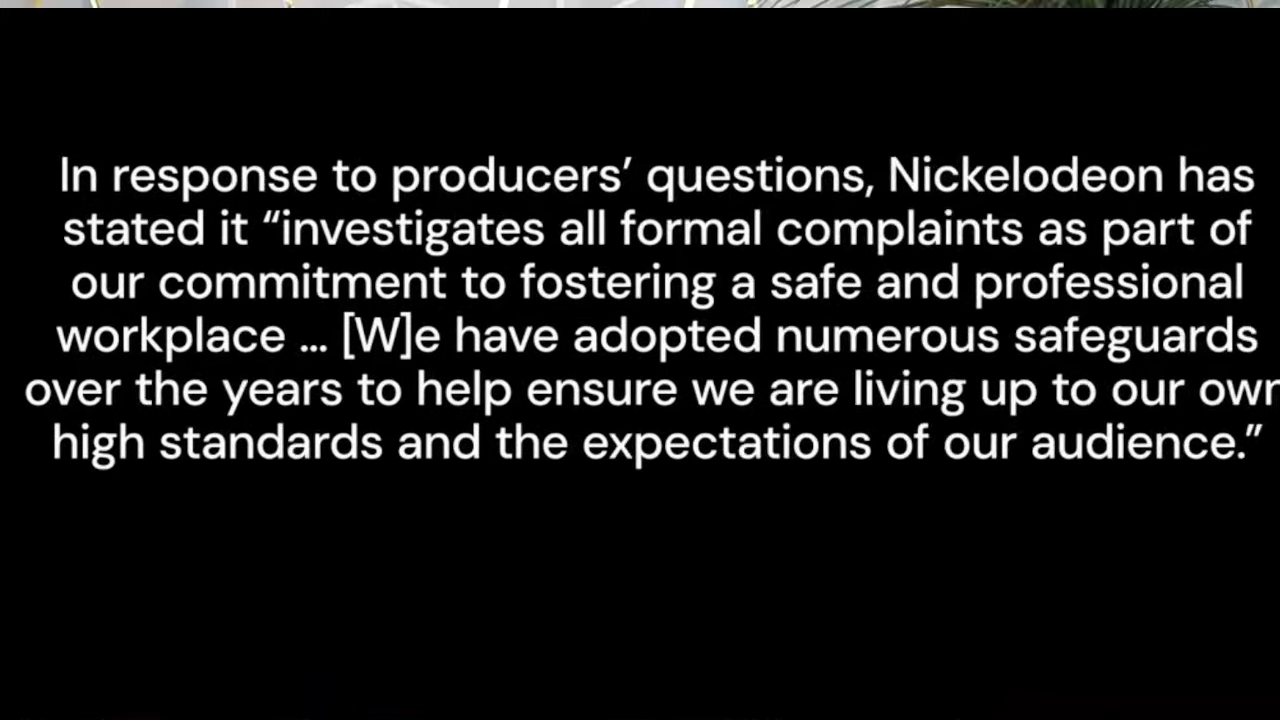 In response to producers’ questions, Nickelodeon has
stated it “investigates all formal complaints as part of
our commitment to fostering a safe and professional
workplace ... [W]e have adopted numerous safeguards
over the years to help ensure we are living up to our own
high standards and the expectations of our audience.”